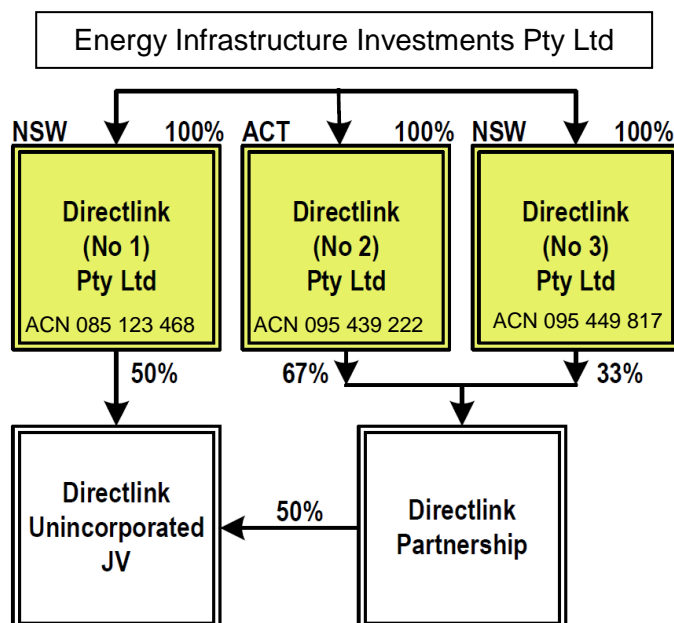 Energy Infrastructure Investments Pty Ltd
NSW 100% ACT 100% NSW 100%
Directlink
(No 1)
Pty Ltd
ACN 085 123 468
Directlink
(No 2)
Pty Ltd
ACN 095 439 222
Directlink
(No 3)
Pty Ltd
ACN 095 449 817
50% 67% 33%
Directlink
Unincorporated
JV
50%
Directlink
Partnership